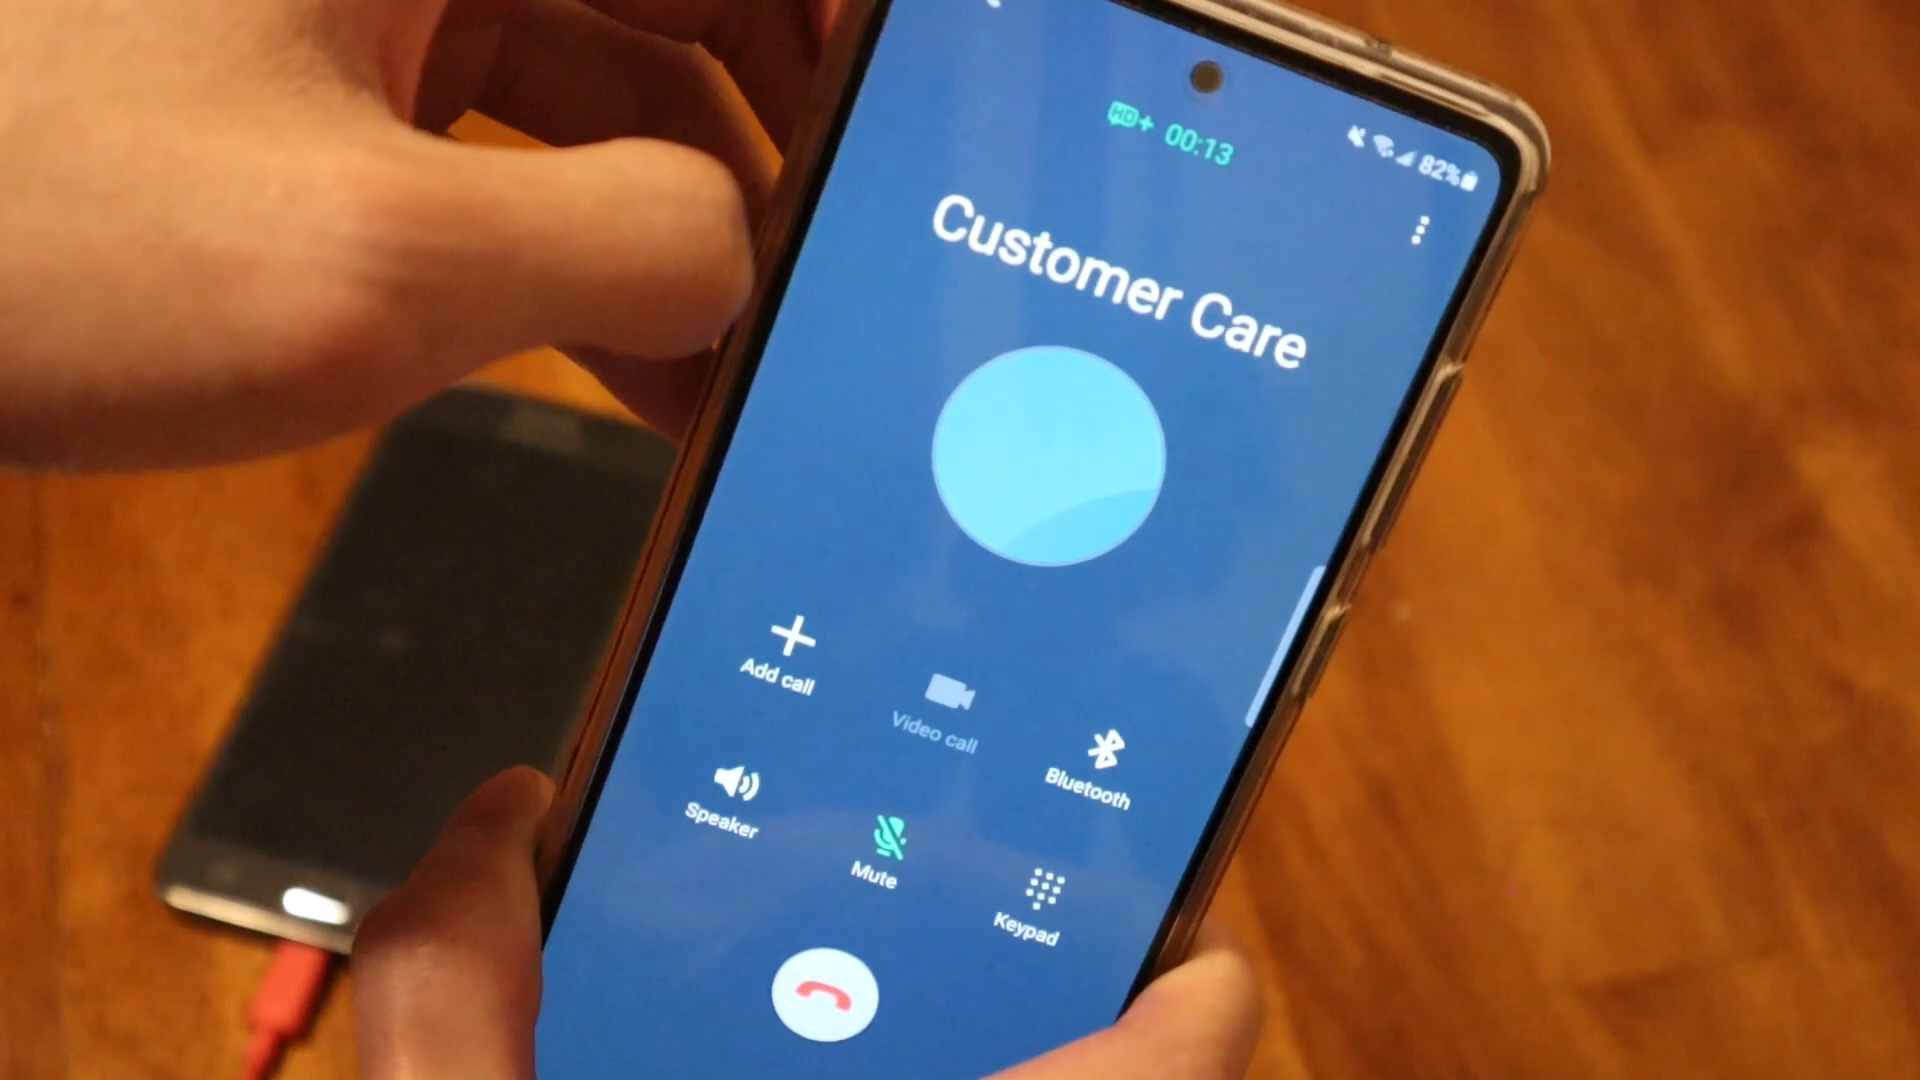 HD+ 00:13
82%
Customer Care
Add call
Video call
Bluetooth
Speaker
Mute
Keypad